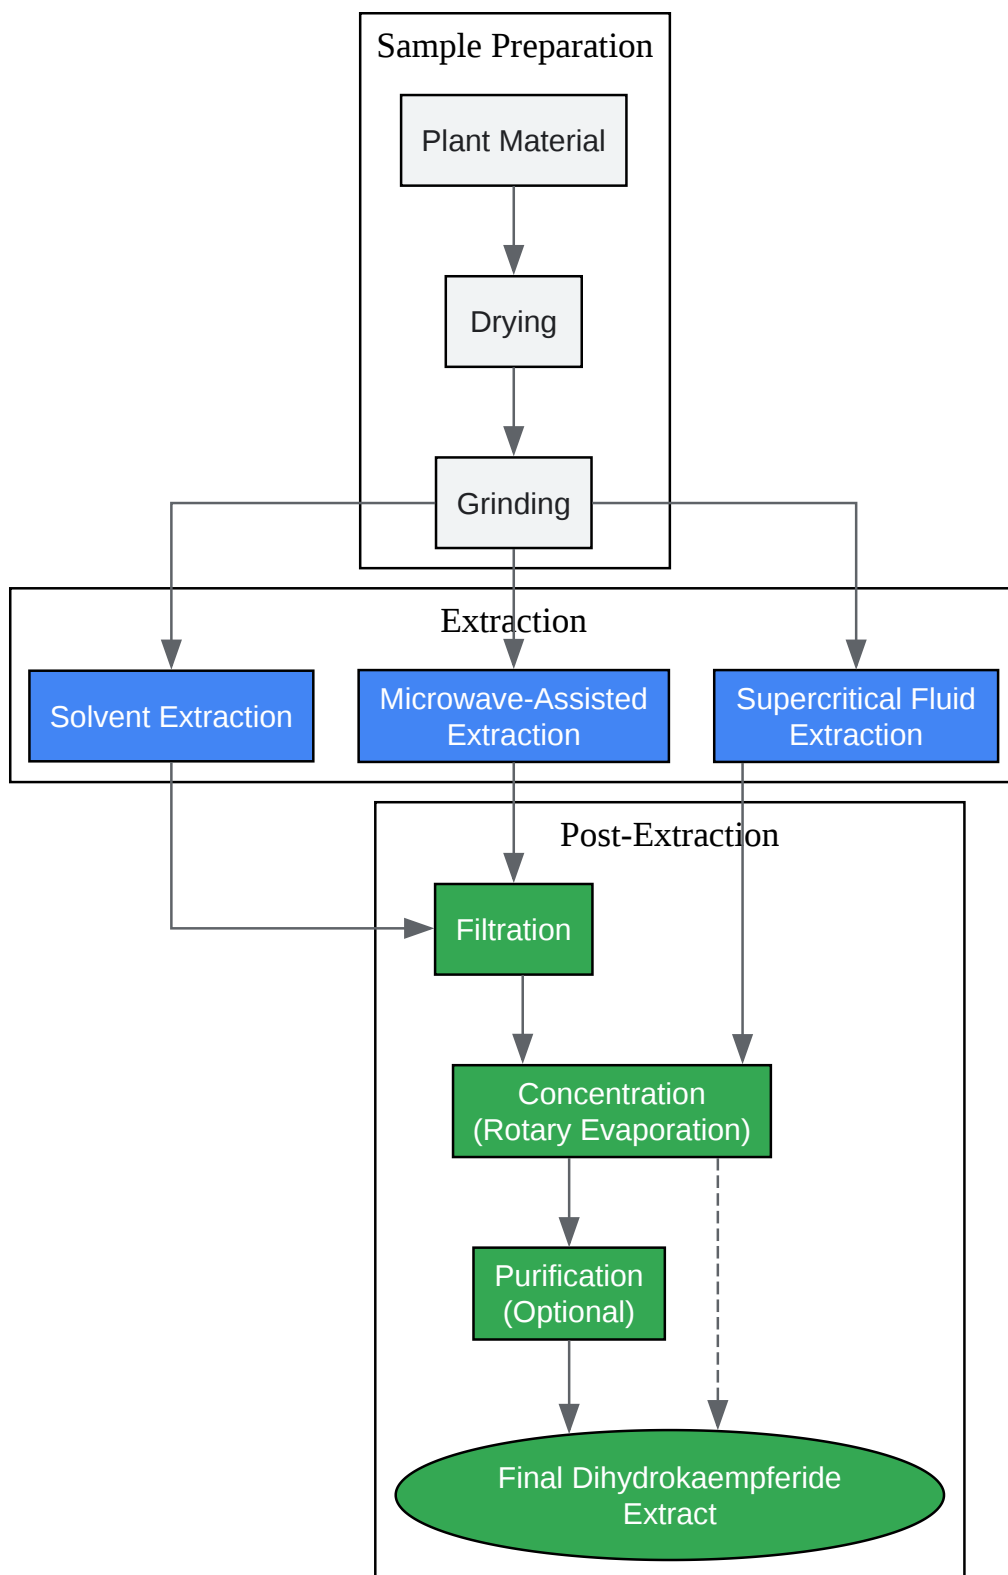 Sample Preparation
Plant Material
Drying
Grinding
Extraction
Solvent Extraction
Microwave-Assisted
Extraction
Supercritical Fluid
Extraction
Post-Extraction
Filtration
Concentration
(Rotary Evaporation)
Purification
(Optional)
Final Dihydrokaempferide
Extract